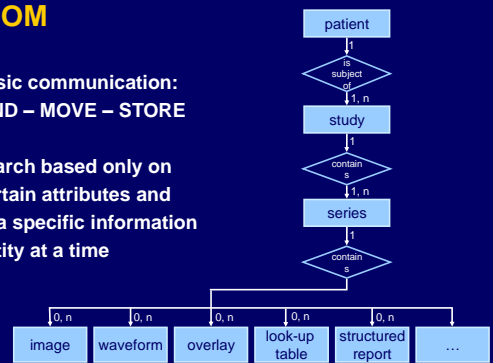 OM
sic communication:
ND – MOVE – STORE
arch based only on
rtain attributes and
a specific information
tity at a time
patient
1
is
subject
of
1, n
study
1
contain
s
1, n
series
1
contain
s
0, n
0, n
0, n
0, n
0, n
image
waveform
overlay
look-up
table
structured
report
...